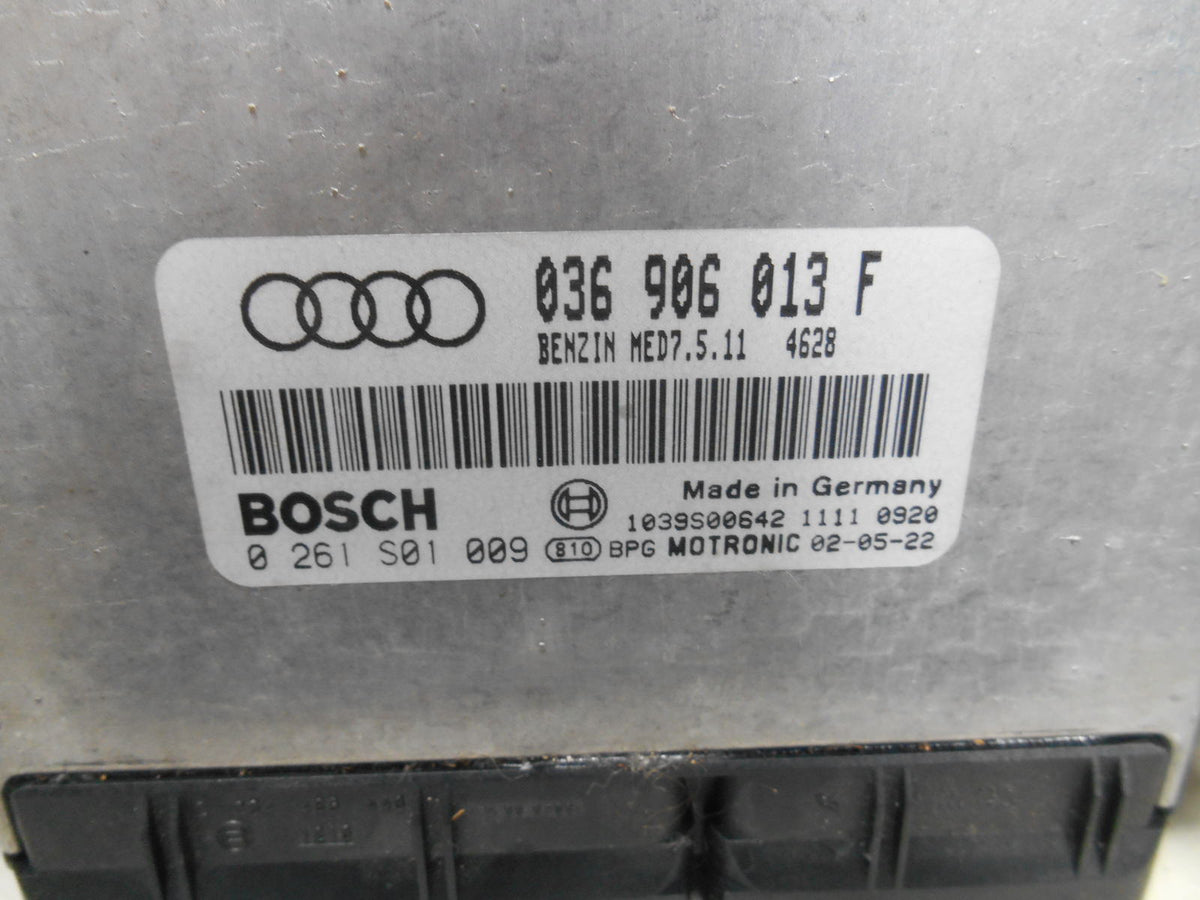 036 906 013 F
BENZIN MED7.5.11 4628
BOSCH
Made in Germany
1039S00642 1111 0920
0 261 S01 009 810 BPG MOTRONIC 02-05-22